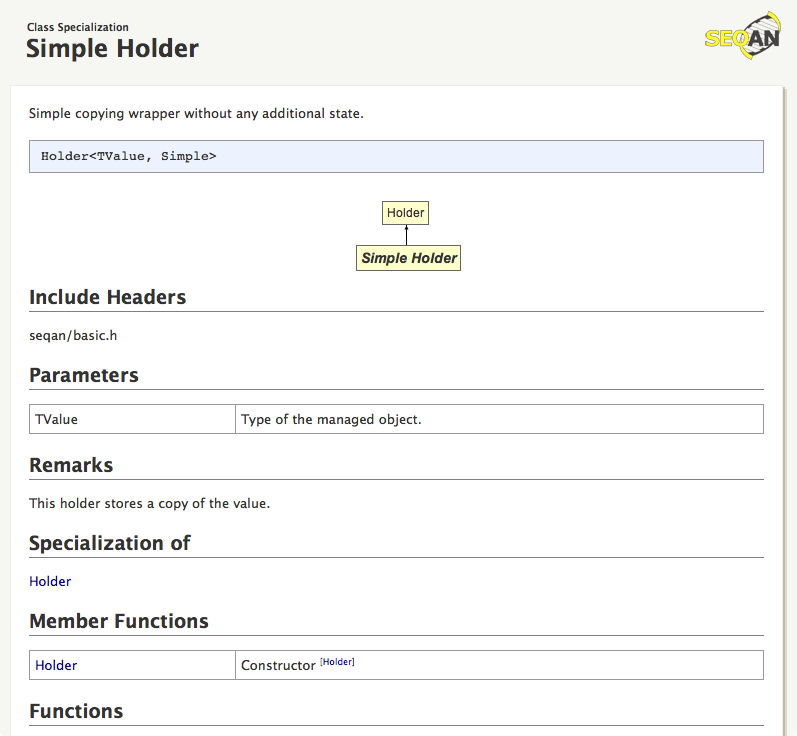 Class Specialization
Simple Holder
SEQAN
Simple copying wrapper without any additional state.
Holder<TValue, Simple>
Holder
Simple Holder
Include Headers
seqan/basic.h
Parameters
TValue Type of the managed object.
Remarks
This holder stores a copy of the value.
Specialization of
Holder
Member Functions
Holder Constructor [Holder]
Functions